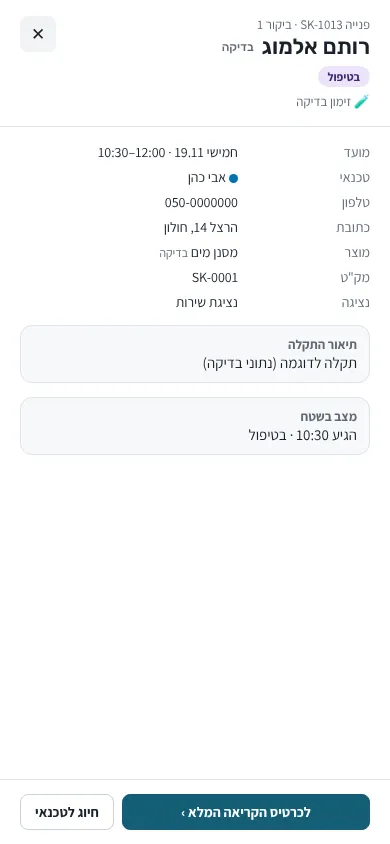 פנייה SK-1013 · ביקור 1
רותם אלמוג בדיקה
בטיפול
🧪 זימון בדיקה
מועד חמישי 19.11 · 10:30–12:00
טכנאי אבי כהן
טלפון 050-0000000
כתובת הרצל 14, חולון
מוצר מסנן מים בדיקה
מק"ט SK-0001
נציגה נציגת שירות
תיאור התקלה
תקלה לדוגמה (נתוני בדיקה)
מצב בשטח
הגיע 10:30 · בטיפול
לכרטיס הקריאה המלא ›
חיוג לטכנאי